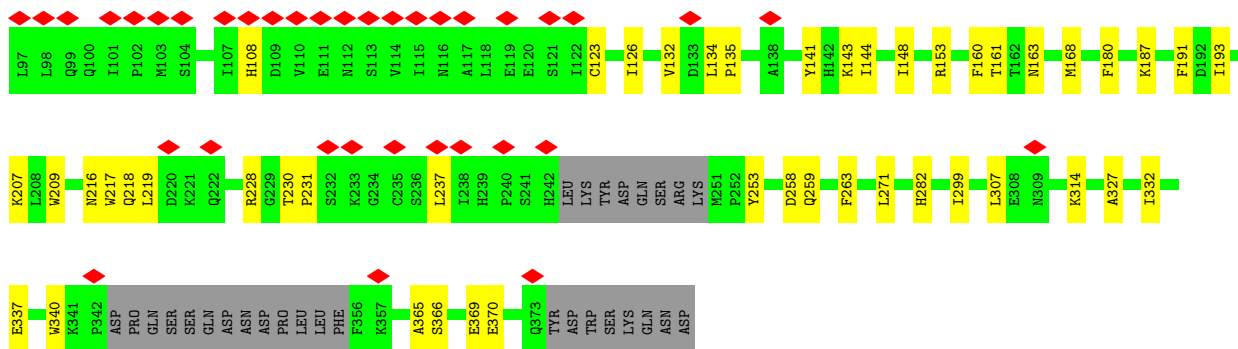 L97 L98 Q99 Q100 I101 P102 M103 S104 I107 H108 D109 V110 E111 N112 S113 V114 I115 N116 A117 L118 E119 E120 S121 I122 C123 I126 V132 D133 L134 P135 A138 Y141 H142 K143 I144 I148 R153 F160 T161 T162 N163 M168 F180 K187 F191 D192 I193
K207 L208 W209 N216 W217 Q218 L219 D220 K221 Q222 R228 G229 T230 P231 S232 K233 G234 C235 S236 L237 I238 H239 P240 S241 H242 LEU LYS TYR ASP GLN SER ARG LYS M251 P252 Y253 D258 Q259 F263 L271 H282 I299 L307 E308 N309 K314 A327 I332
E337 W340 K341 P342 ASP PRO GLN SER SER GLN ASP ASN ASP PRO LEU LEU PHE F356 K357 A365 S366 E369 E370 Q373 TYR ASP TRP SER LYS GLN ASN ASP